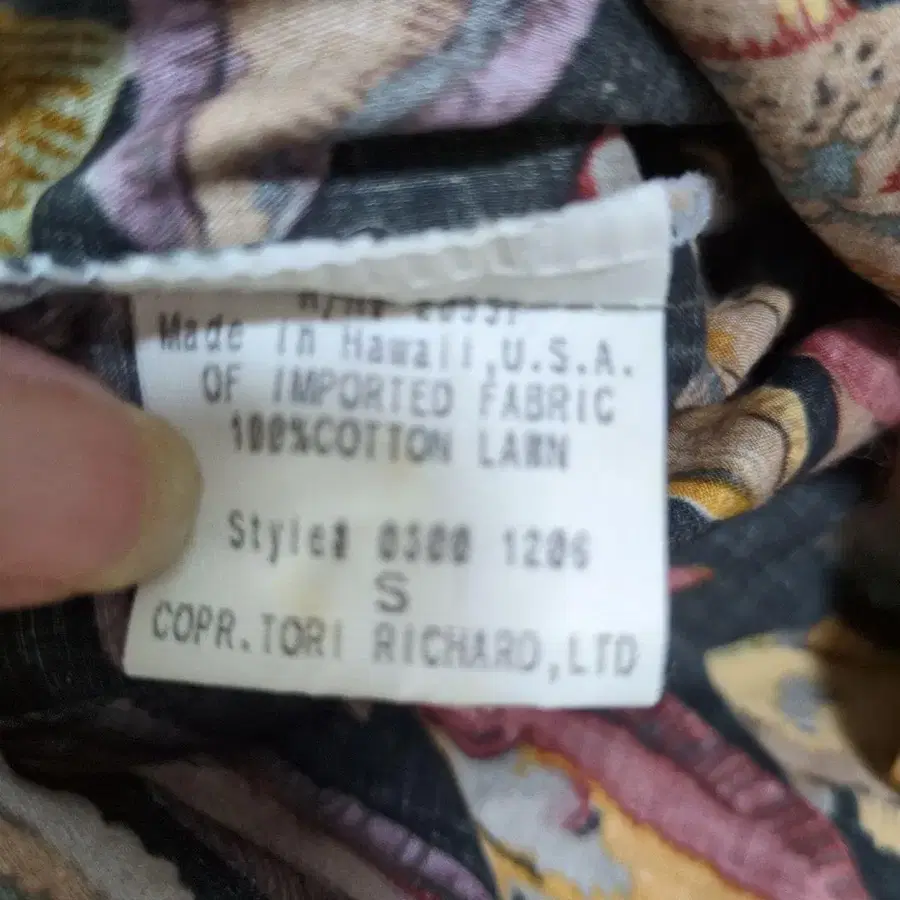 Made in Hawaii,U.S.A.
OF IMPORTED FABRIC
100%COTTON LAWN
Style# 0300 1206
S
COPR.TORI RICHARD,LTD